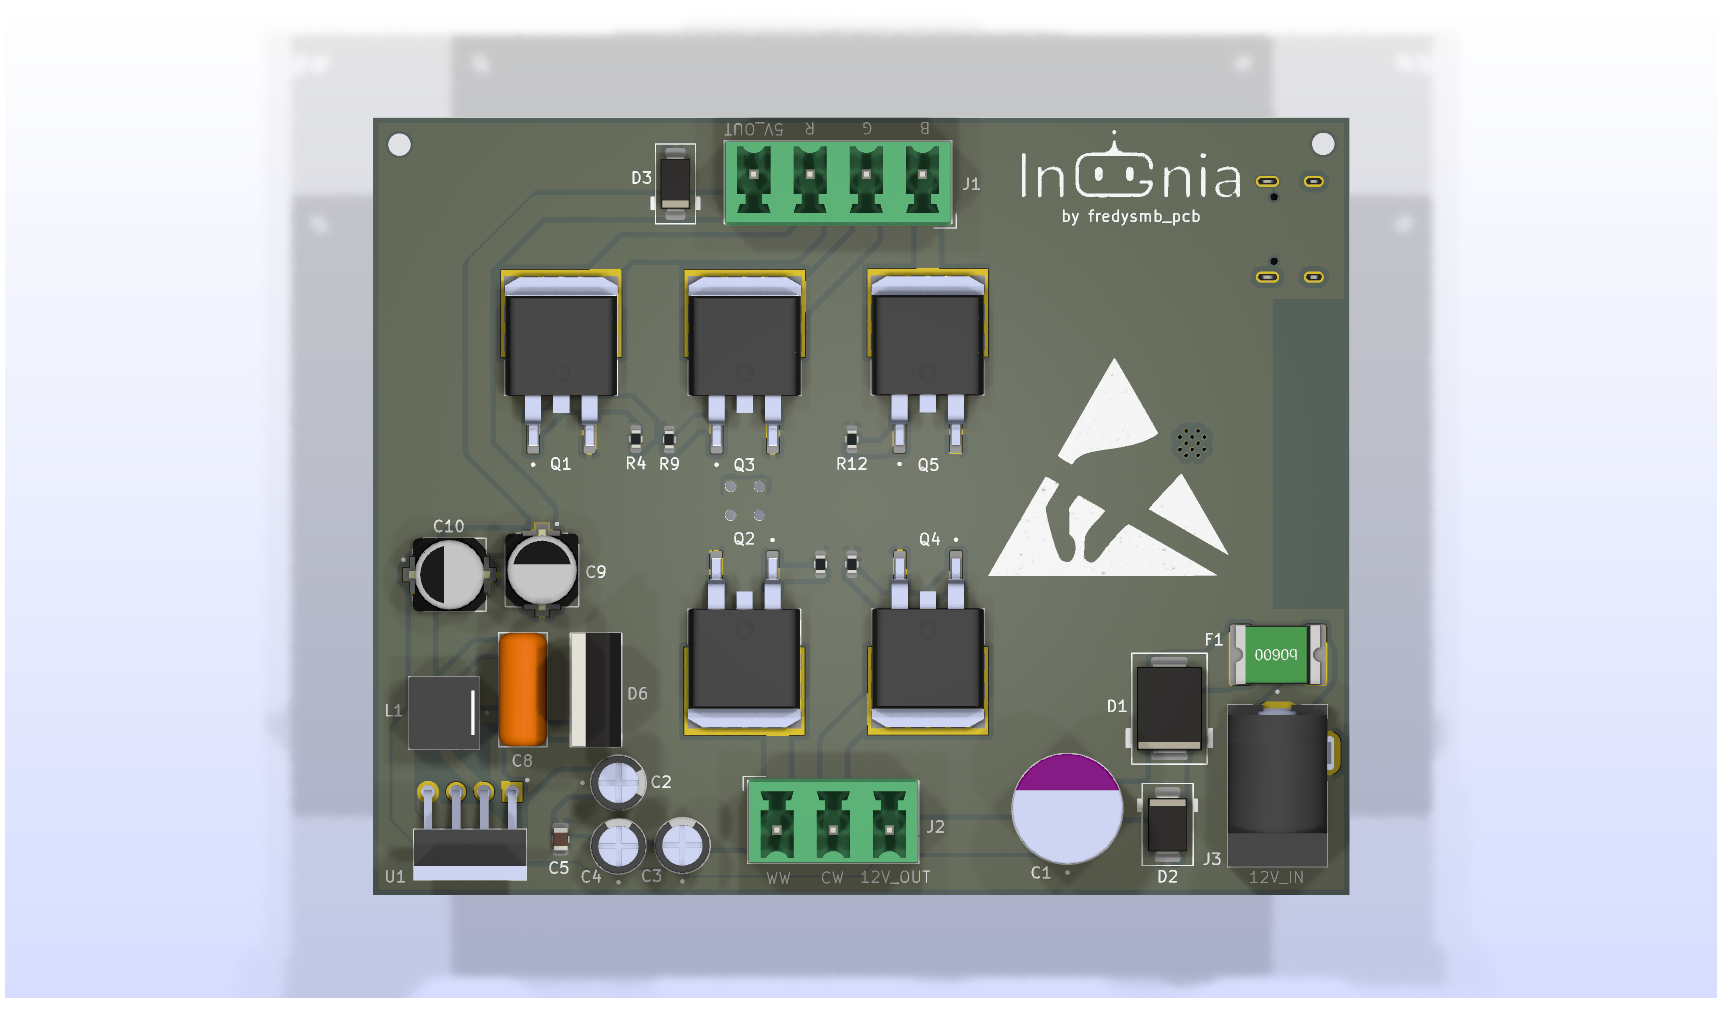 5V_OUT R G B
D3
J1
InGnia
by fredysmb_pcb
Q1
R4
R9
Q3
R12
Q5
C10
Q2
Q4
C9
F1
00609
D6
L1
D1
C8
C2
J2
C5
C4
C3
U1
WW CW 12V_OUT
C1
D2
J3
12V_IN